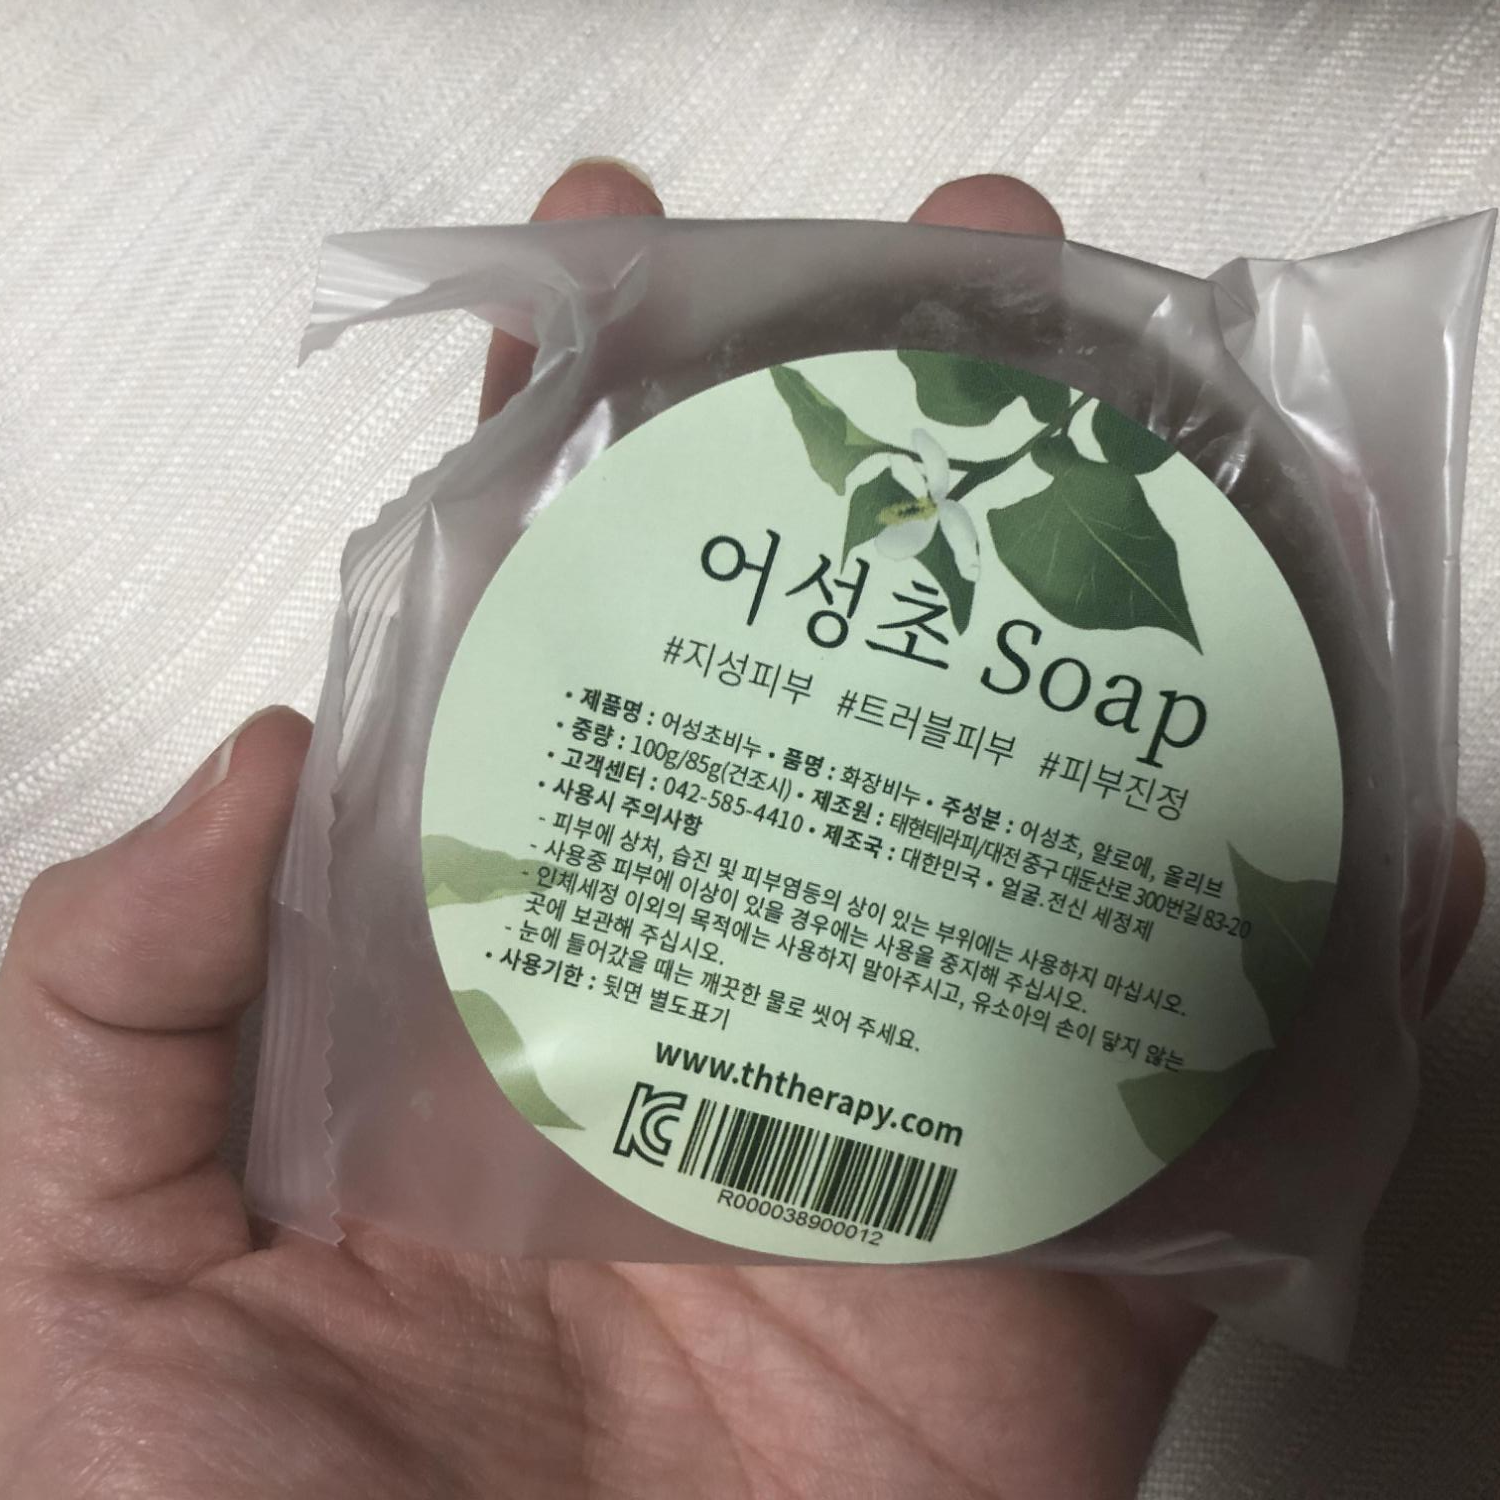 어성초 Soap
#지성피부 #트러블피부 #피부진정
• 제품명 : 어성초비누 • 품명 : 화장비누 • 주성분 : 어성초, 알로에, 올리브
• 중량 : 100g/85g(건조시) • 제조원 : 태현테라피/대전 중구 대둔산로 300번길 83-20
• 고객센터 : 042-585-4410 • 제조국 : 대한민국 • 얼굴.전신 세정제
• 사용시 주의사항
- 피부에 상처, 습진 및 피부염등의 상이 있는 부위에는 사용하지 마십시오.
- 사용중 피부에 이상이 있을 경우에는 사용을 중지해 주십시오.
- 인체세정 이외의 목적에는 사용하지 말아주시고, 유소아의 손이 닿지 않는
곳에 보관해 주십시오.
- 눈에 들어갔을 때는 깨끗한 물로 씻어 주세요.
• 사용기한 : 뒷면 별도표기
www.ththerapy.com
KC
R000038900012